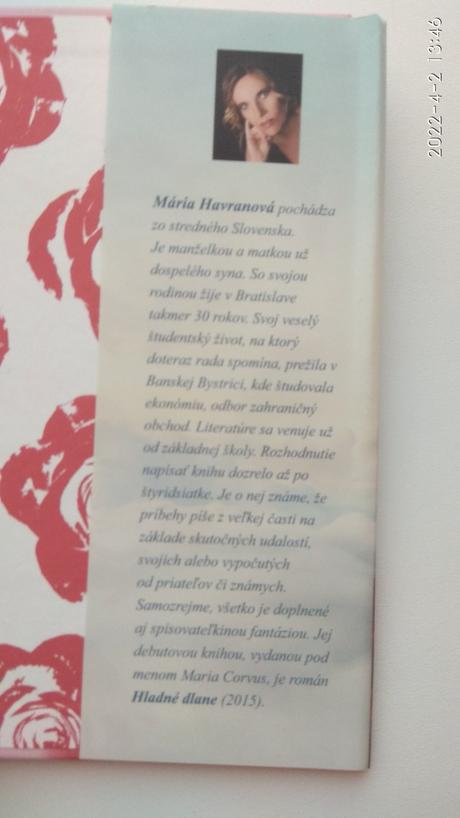 Mária Havranová pochádza
zo stredného Slovenska.
Je manželkou a matkou už
dospelého syna. So svojou
rodinou žije v Bratislave
takmer 30 rokov. Svoj veselý
študentský život, na ktorý
doteraz rada spomína, prežila v
Banskej Bystrici, kde študovala
ekonómiu, odbor zahraničný
obchod. Literatúre sa venuje už
od základnej školy. Rozhodnutie
napísať knihu dozrelo až po
štyridsiatke. Je o nej známe, že
príbehy píše z veľkej časti na
základe skutočných udalostí,
svojich alebo vypočutých
od priateľov či známych.
Samozrejme, všetko je doplnené
aj spisovateľkinou fantáziou. Jej
debutovou knihou, vydanou pod
menom Maria Corvus, je román
Hladné dlane (2015).
2022-4-2 13:46